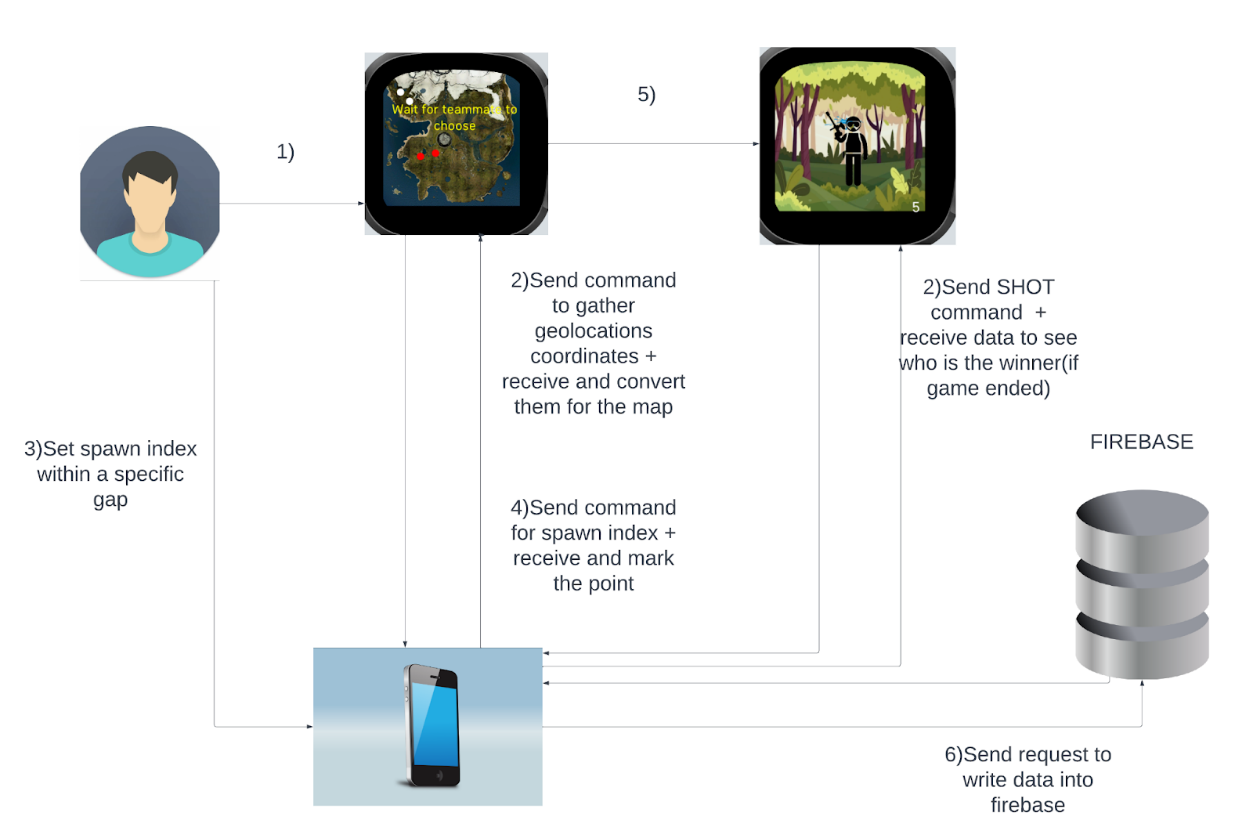 1)
Wait for teammate to
choose
5)
5
2)Send command
to gather
geolocations
coordinates +
receive and convert
them for the map
2)Send SHOT
command +
receive data to see
who is the winner(if
game ended)
3)Set spawn index
within a specific
gap
FIREBASE
4)Send command
for spawn index +
receive and mark
the point
6)Send request to
write data into
firebase